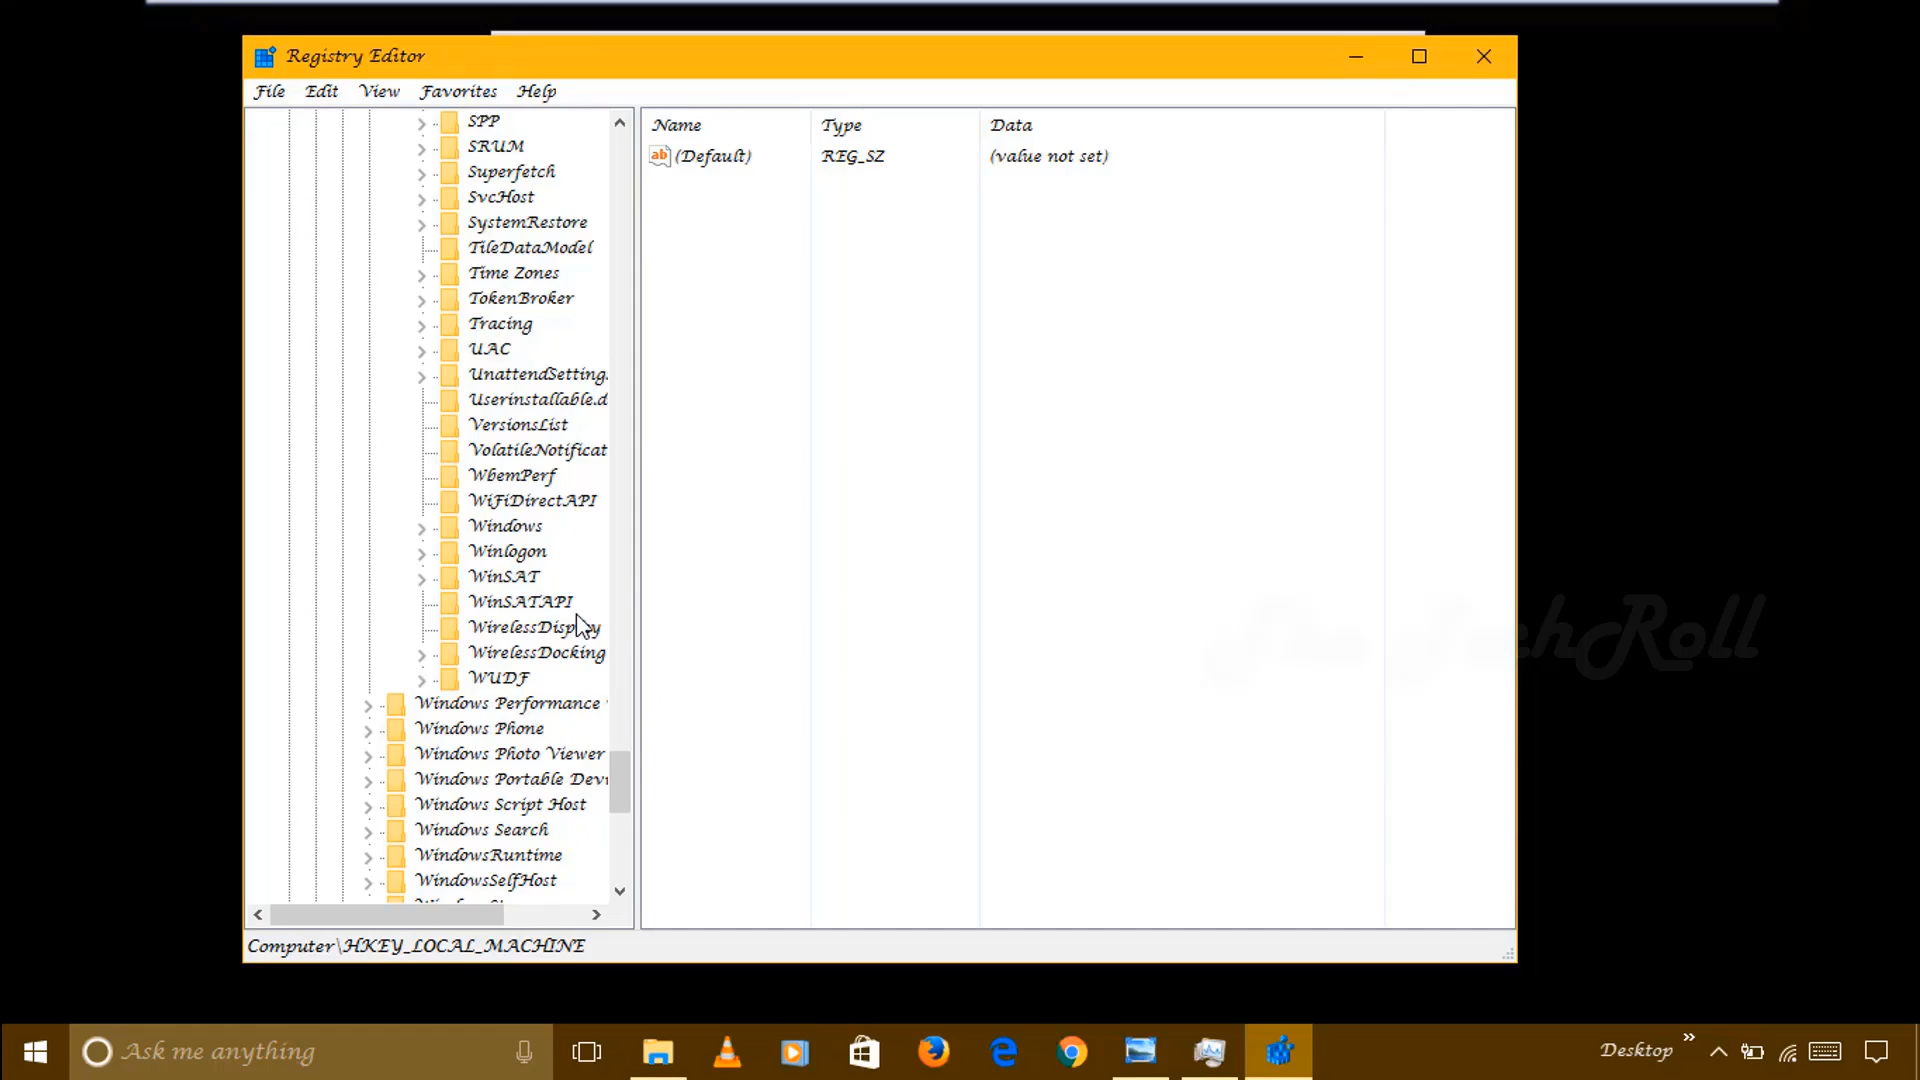 Registry Editor
File Edit View Favorites Help
SPP
SRUM
Superfetch
SvcHost
SystemRestore
TileDataModel
Time Zones
TokenBroker
Tracing
UAC
UnattendSetting
Userinstallable.d
VersionsList
VolatileNotificat
WbemPerf
WiFiDirectAPI
Windows
Winlogon
WinSAT
WinSATAPI
WirelessDisplay
WirelessDocking
WUDF
Windows Performance
Windows Phone
Windows Photo Viewer
Windows Portable Devi
Windows Script Host
Windows Search
WindowsRuntime
WindowsSelfHost
Name Type Data
ab (Default) REG_SZ (value not set)
Computer\HKEY_LOCAL_MACHINE
Ask me anything
Desktop